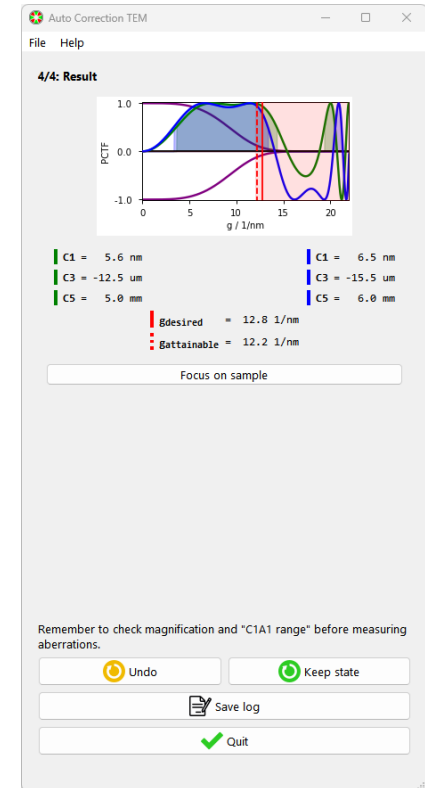 Auto Correction TEM
File Help
4/4: Result
1.0
0.0
-1.0
PCTF
0 5 10 15 20
g / 1/nm
C1 = 5.6 nm
C3 = -12.5 um
C5 = 5.0 mm
C1 = 6.5 nm
C3 = -15.5 um
C5 = 6.0 mm
gdesired = 12.8 1/nm
gattainable = 12.2 1/nm
Focus on sample
Remember to check magnification and "C1A1 range" before measuring
aberrations.
Undo
Keep state
Save log
Quit